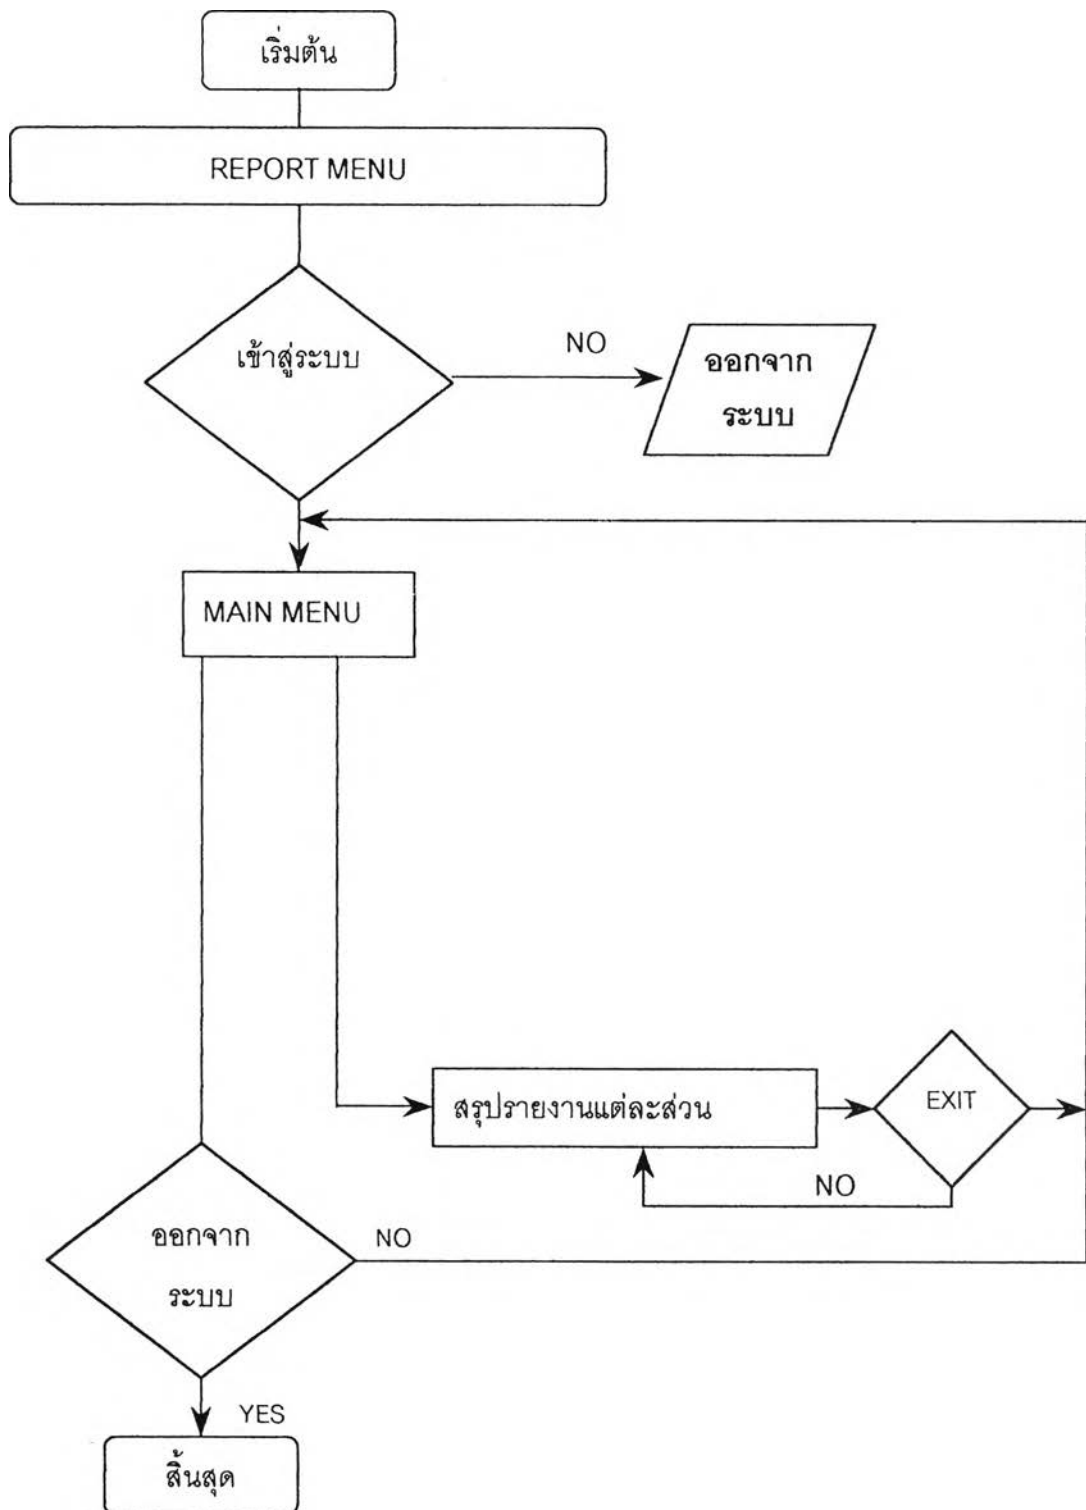 เริ่มต้น
REPORT MENU
เข้าสู่ระบบ
NO
ออกจาก
ระบบ
MAIN MENU
สรุปรายงานแต่ละส่วน
EXIT
NO
ออกจาก
ระบบ
NO
YES
สิ้นสุด